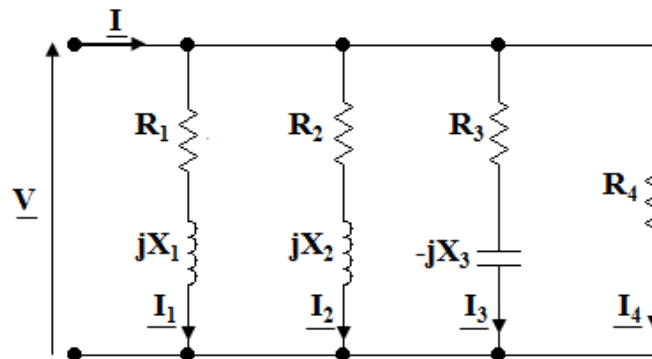 I
R₁ R₂ R₃ R₄
V
jX₁ jX₂ -jX₃
I₁ I₂ I₃ I₄